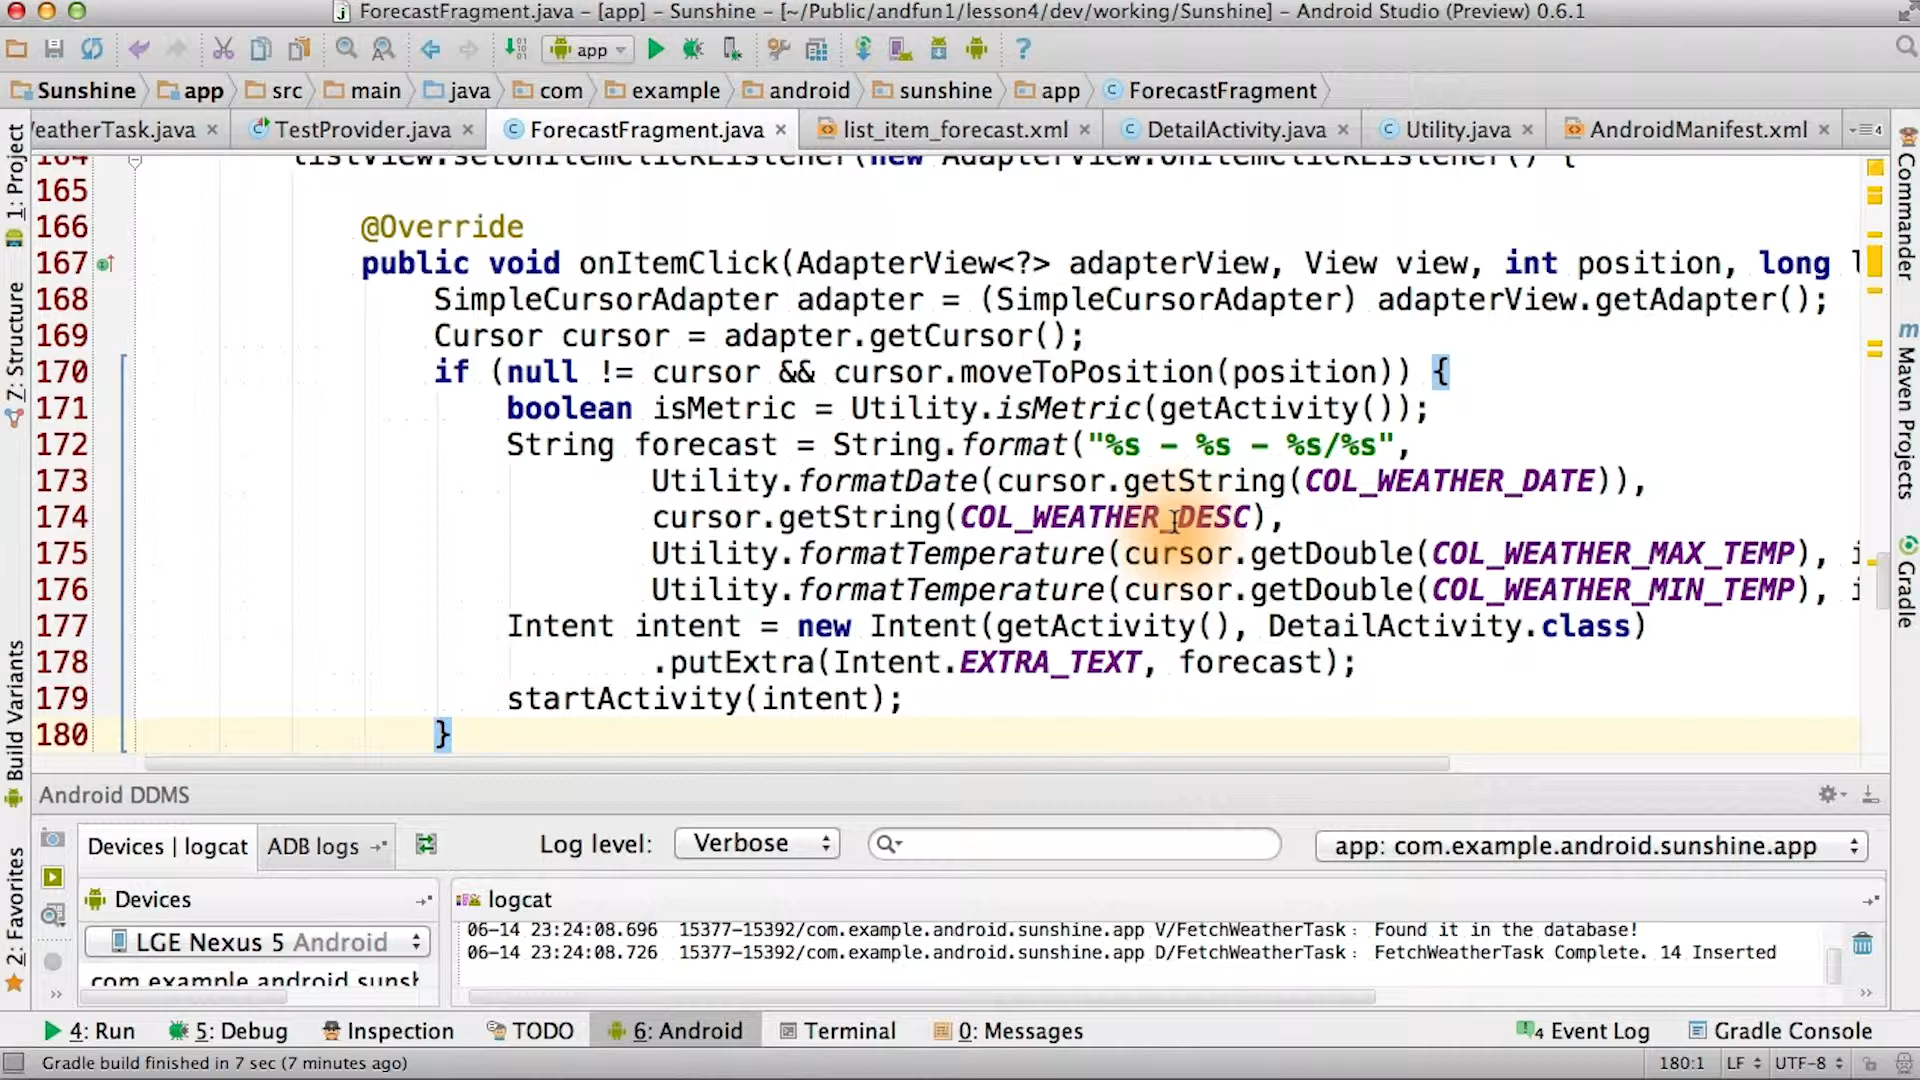 ForecastFragment.java – [app] – Sunshine – [~/Public/andfun1/lesson4/dev/working/Sunshine] – Android Studio (Preview) 0.6.1
app
Sunshine app src main java com example android sunshine app ForecastFragment
eatherTask.java TestProvider.java ForecastFragment.java list_item_forecast.xml DetailActivity.java Utility.java AndroidManifest.xml
164 listView.setOnItemClickListener(new AdapterView.OnItemClickListener() {
165
166 @Override
167 public void onItemClick(AdapterView<?> adapterView, View view, int position, long l
168 SimpleCursorAdapter adapter = (SimpleCursorAdapter) adapterView.getAdapter();
169 Cursor cursor = adapter.getCursor();
170 if (null != cursor && cursor.moveToPosition(position)) {
171 boolean isMetric = Utility.isMetric(getActivity());
172 String forecast = String.format("%s – %s – %s/%s",
173 Utility.formatDate(cursor.getString(COL_WEATHER_DATE)),
174 cursor.getString(COL_WEATHER_DESC),
175 Utility.formatTemperature(cursor.getDouble(COL_WEATHER_MAX_TEMP), i
176 Utility.formatTemperature(cursor.getDouble(COL_WEATHER_MIN_TEMP), i
177 Intent intent = new Intent(getActivity(), DetailActivity.class)
178 .putExtra(Intent.EXTRA_TEXT, forecast);
179 startActivity(intent);
180 }
1: Project
7: Structure
Build Variants
2: Favorites
Commander
Maven Projects
Gradle
Android DDMS
Devices | logcat ADB logs Log level: Verbose app: com.example.android.sunshine.app
Devices logcat
LGE Nexus 5 Android
com.example.android.sunsh
06-14 23:24:08.696 15377-15392/com.example.android.sunshine.app V/FetchWeatherTask: Found it in the database!
06-14 23:24:08.726 15377-15392/com.example.android.sunshine.app D/FetchWeatherTask: FetchWeatherTask Complete. 14 Inserted
4: Run 5: Debug Inspection TODO 6: Android Terminal 0: Messages 4 Event Log Gradle Console
Gradle build finished in 7 sec (7 minutes ago) 180:1 LF UTF-8